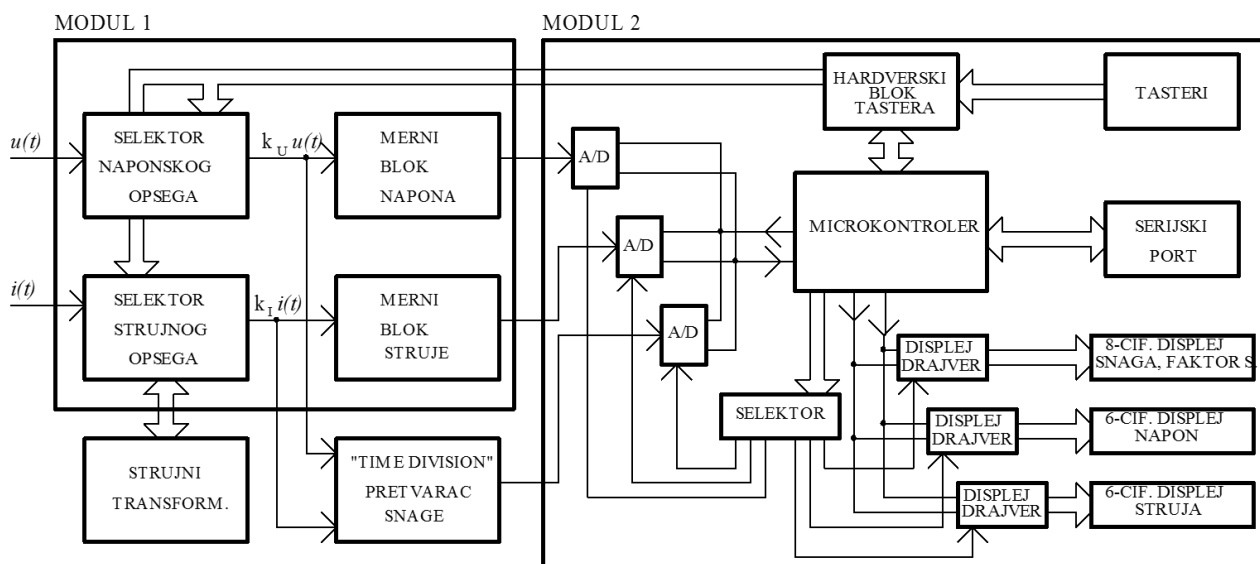 MODUL 1
MODUL 2
HARDVERSKI
BLOK
TASTERA
TASTERI
u(t)
SELEKTOR
NAPONSKOG
OPSEGA
k U u(t)
MERNI
BLOK
NAPONA
A/D
MICROKONTROLER
SERIJSKI
PORT
A/D
i(t)
SELEKTOR
STRUJNOG
OPSEGA
k I i(t)
MERNI
BLOK
STRUJE
A/D
DISPLEJ
DRAJVER
8-CIF. DISPLEJ
SNAGA, FAKTOR S.
SELEKTOR
DISPLEJ
DRAJVER
6-CIF. DISPLEJ
NAPON
STRUJNI
TRANSFORM.
"TIME DIVISION"
PRETVARAC
SNAGE
DISPLEJ
DRAJVER
6-CIF. DISPLEJ
STRUJA